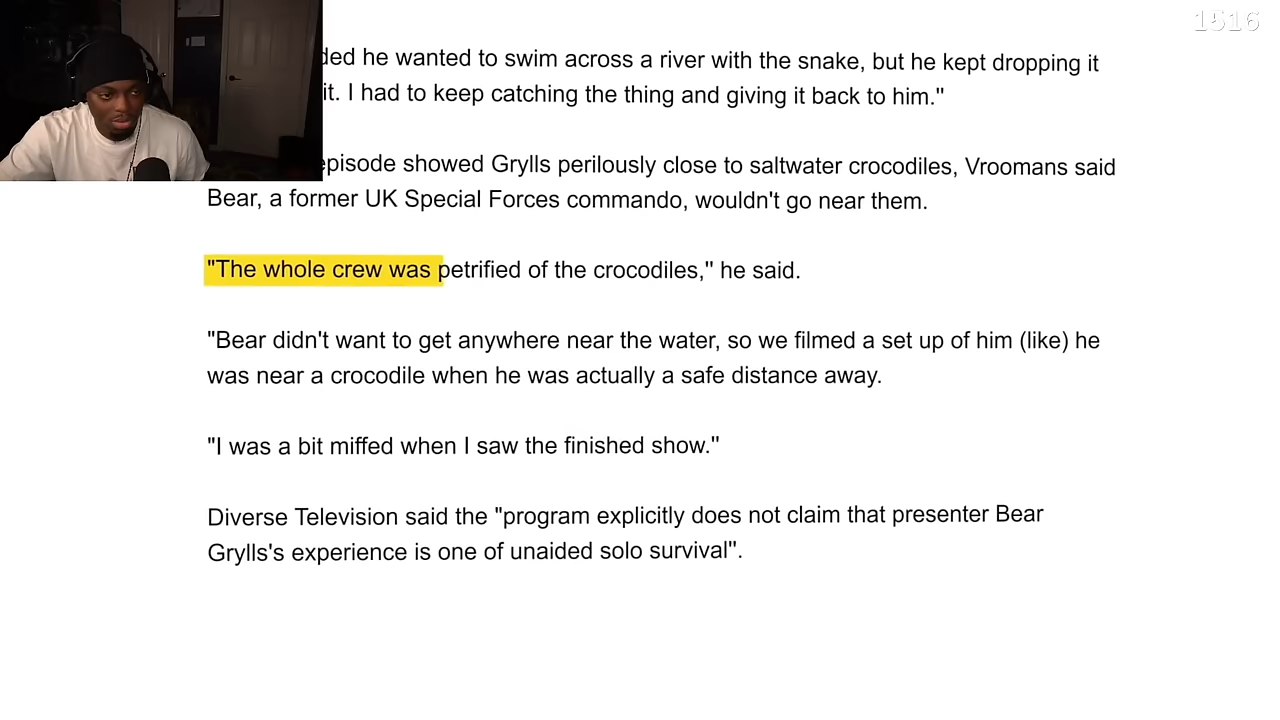 1516
ded he wanted to swim across a river with the snake, but he kept dropping it
it. I had to keep catching the thing and giving it back to him."
episode showed Grylls perilously close to saltwater crocodiles, Vroomans said
Bear, a former UK Special Forces commando, wouldn't go near them.
"The whole crew was petrified of the crocodiles," he said.
"Bear didn't want to get anywhere near the water, so we filmed a set up of him (like) he
was near a crocodile when he was actually a safe distance away.
"I was a bit miffed when I saw the finished show."
Diverse Television said the "program explicitly does not claim that presenter Bear
Grylls's experience is one of unaided solo survival".